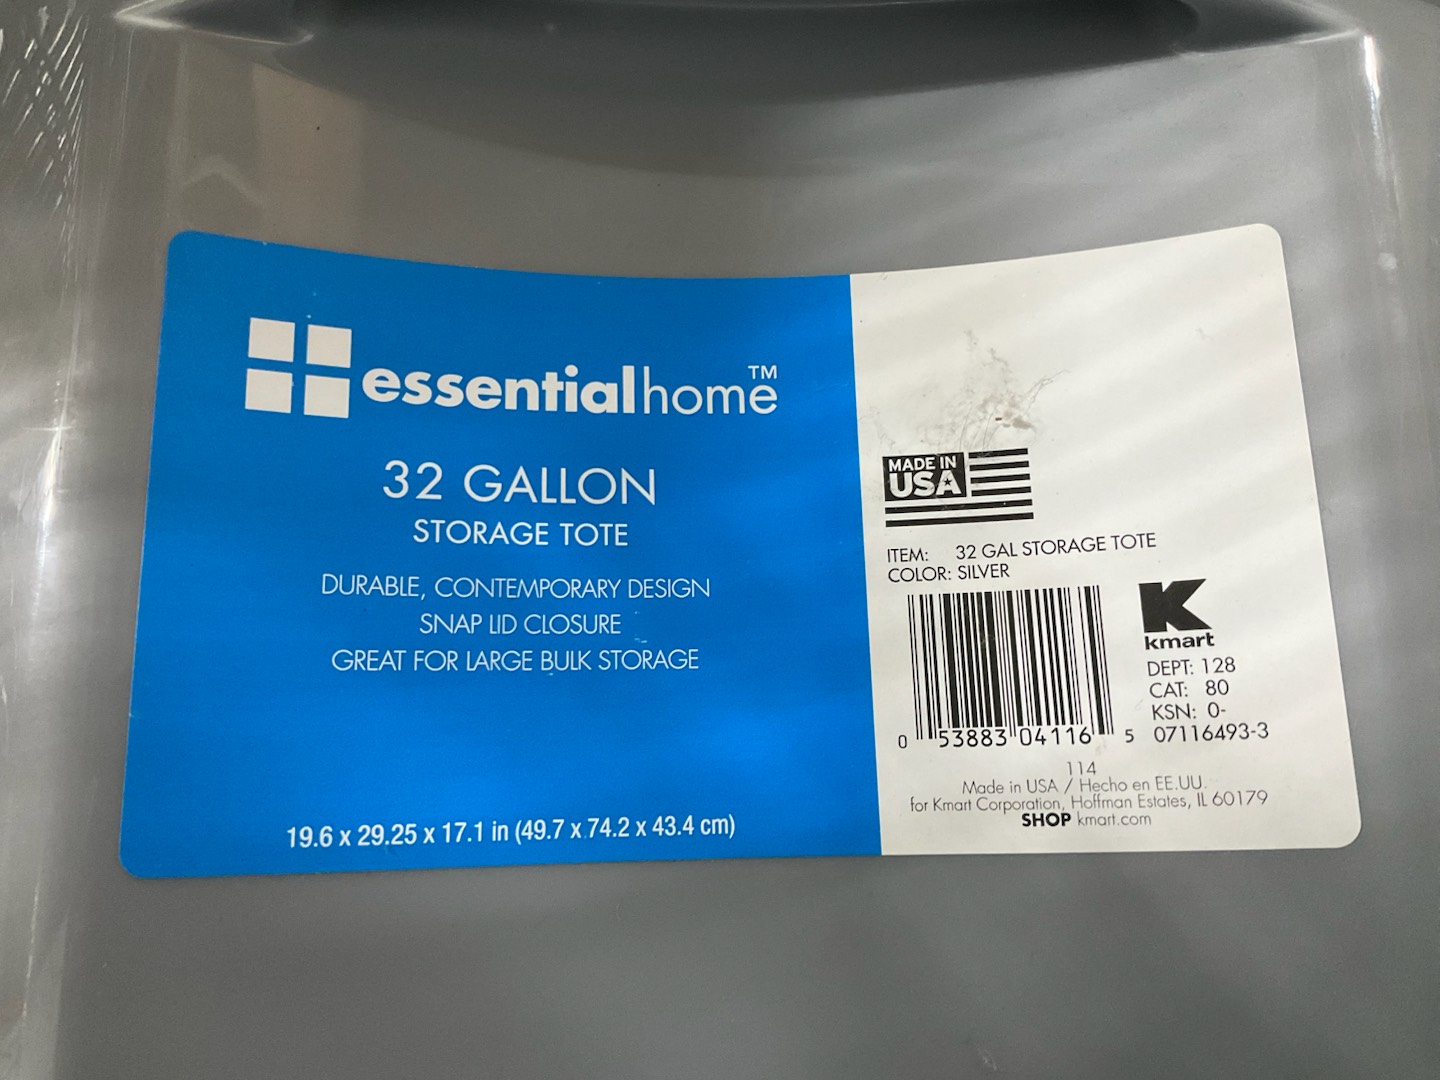 essentialhome™
32 GALLON
STORAGE TOTE
DURABLE, CONTEMPORARY DESIGN
SNAP LID CLOSURE
GREAT FOR LARGE BULK STORAGE
19.6 x 29.25 x 17.1 in (49.7 x 74.2 x 43.4 cm)
MADE IN
USA
ITEM: 32 GAL STORAGE TOTE
COLOR: SILVER
kmart
DEPT: 128
CAT: 80
KSN: 0-
07116493-3
0 53883 04116 5
114
Made in USA / Hecho en EE.UU.
for Kmart Corporation, Hoffman Estates, IL 60179
SHOP kmart.com